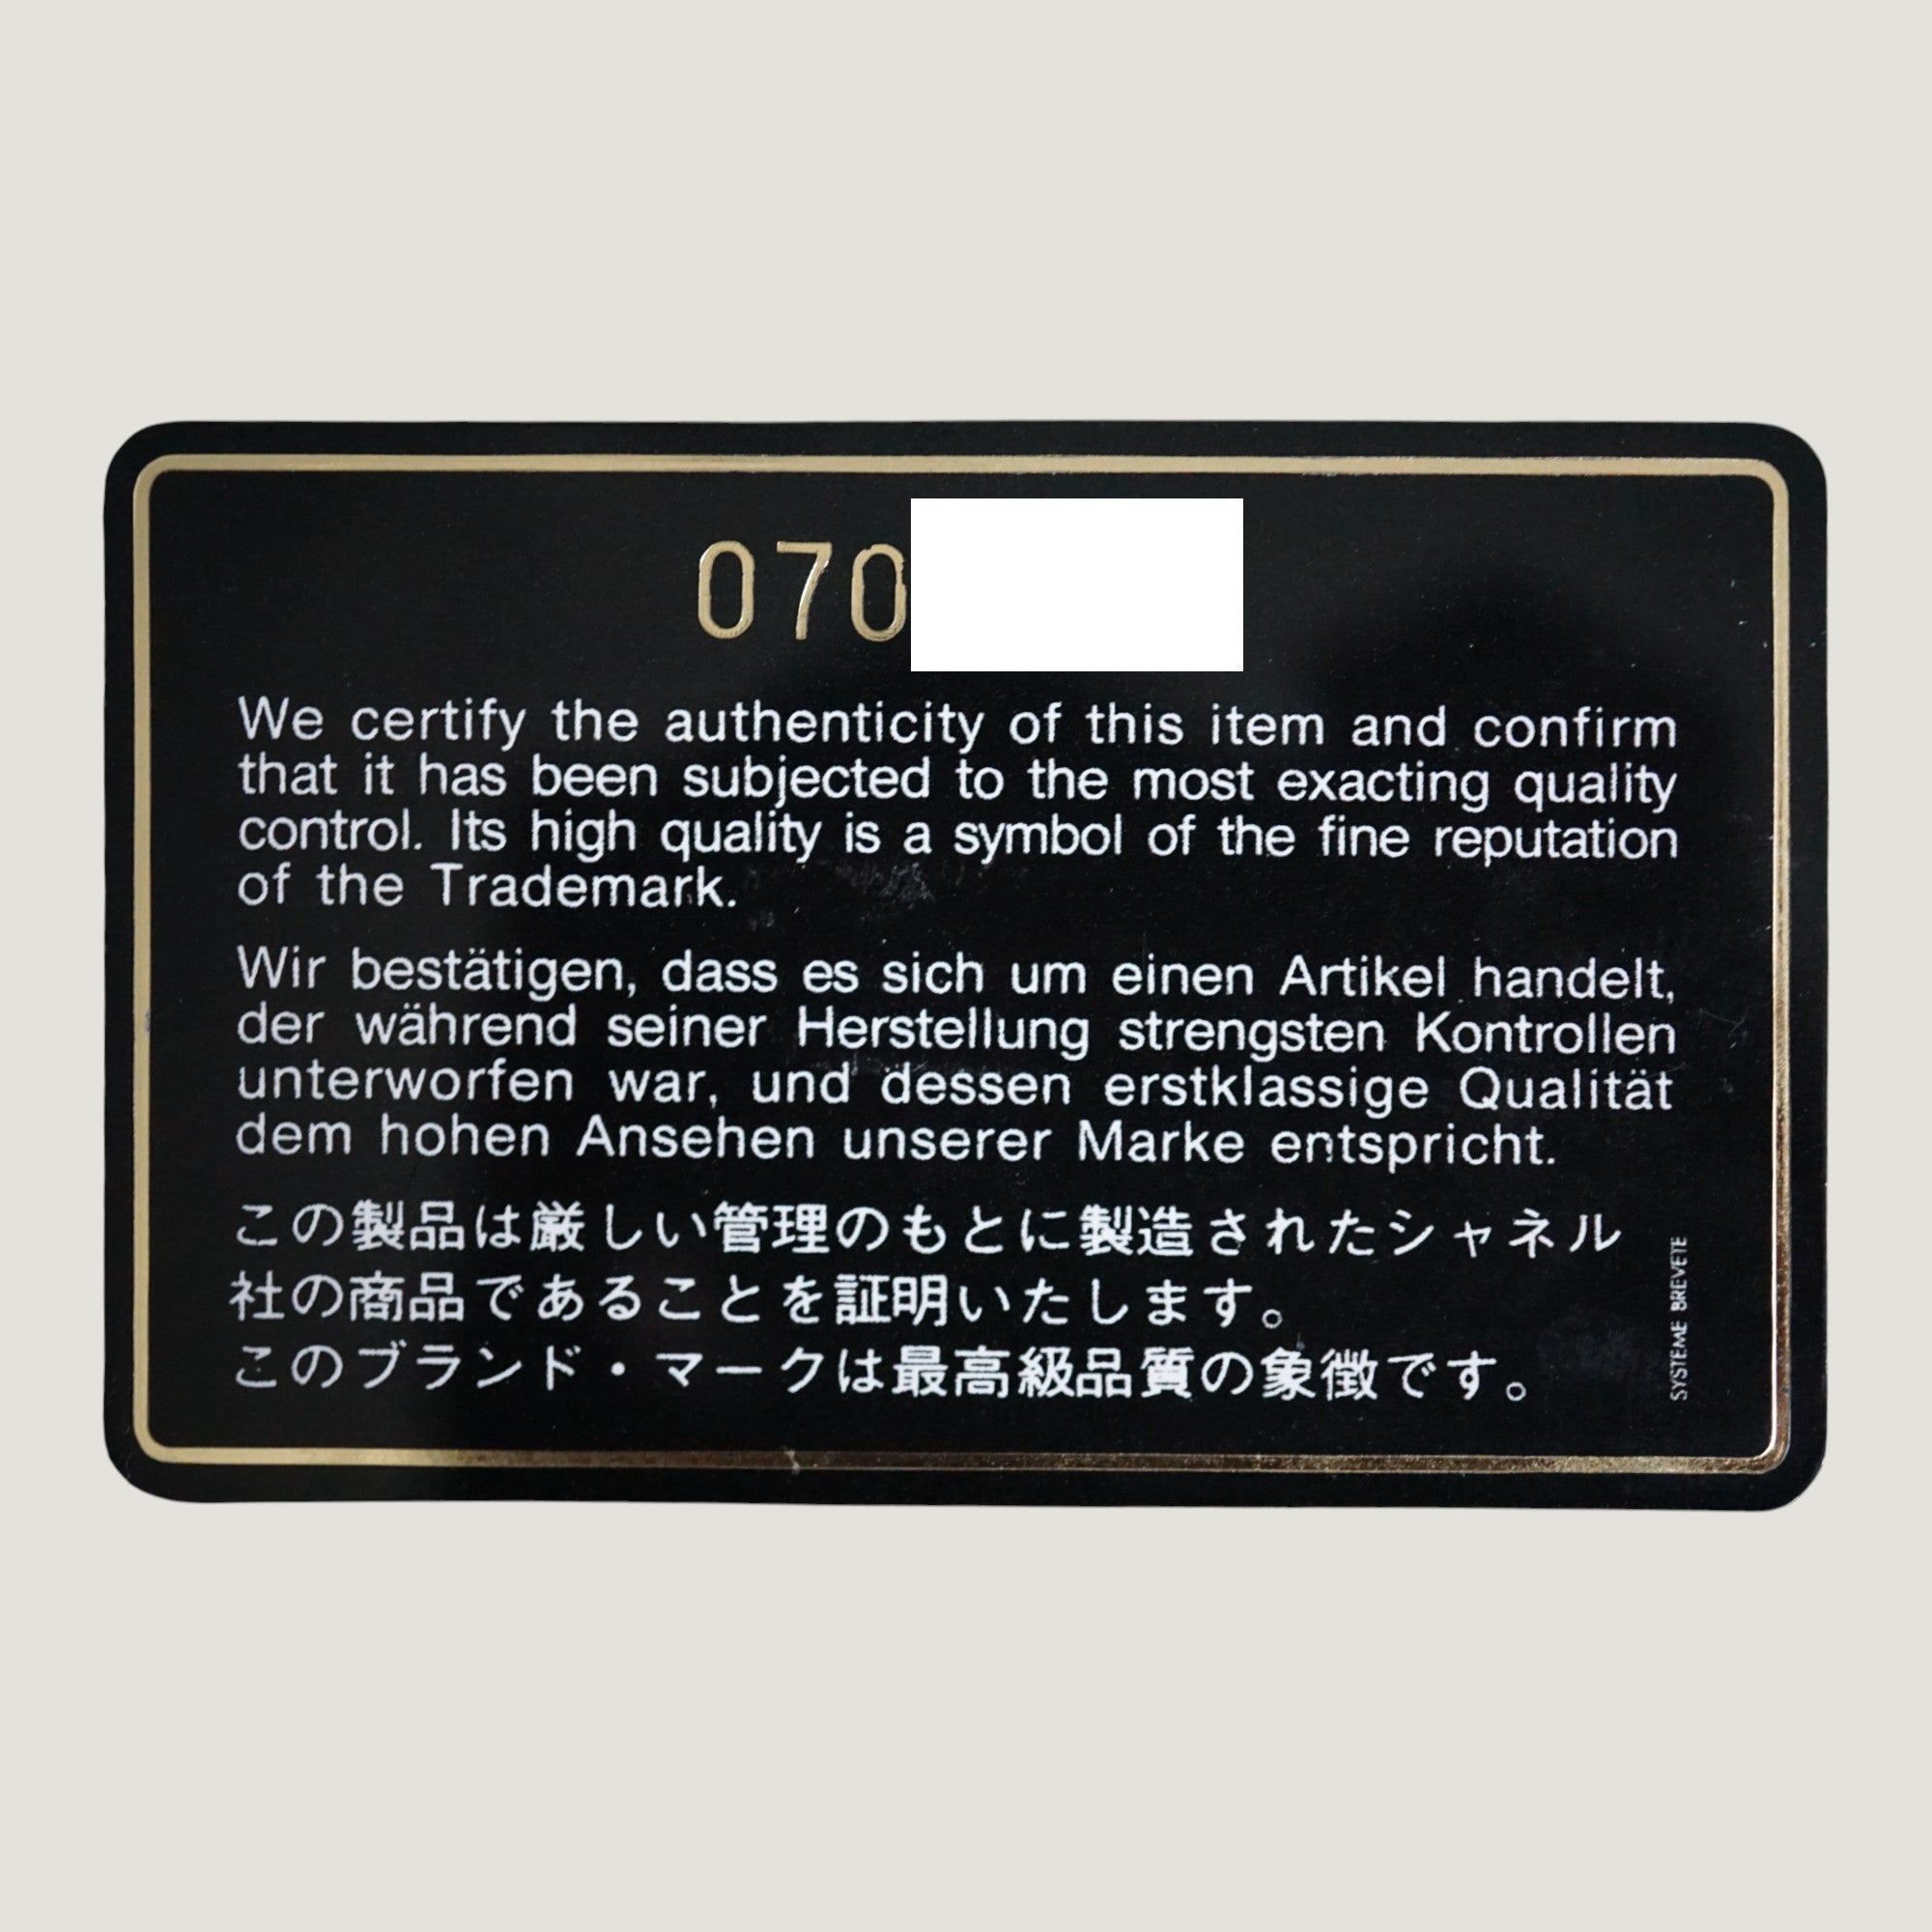 070
We certify the authenticity of this item and confirm
that it has been subjected to the most exacting quality
control. Its high quality is a symbol of the fine reputation
of the Trademark.
Wir bestätigen, dass es sich um einen Artikel handelt,
der während seiner Herstellung strengsten Kontrollen
unterworfen war, und dessen erstklassige Qualität
dem hohen Ansehen unserer Marke entspricht.
この製品は厳しい管理のもとに製造されたシャネル
社の商品であることを証明いたします。
このブランド・マークは最高級品質の象徴です。
SYSTEME BREVETE